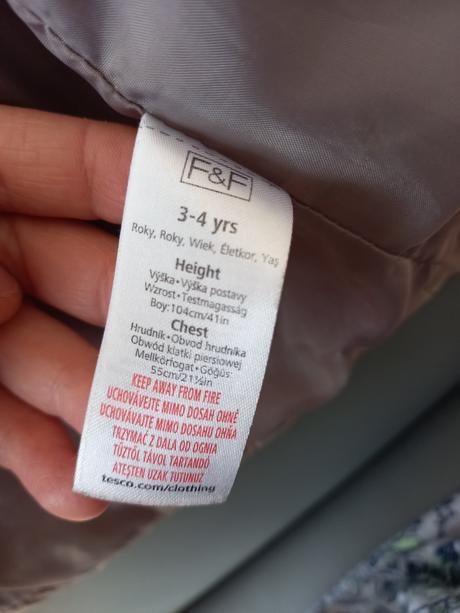 F&F
3-4 yrs
Roky, Roky, Wiek, Életkor, Yaş
Height
Výška•Výška postavy
Wzrost•Testmagasság
Boy:104cm/41in
Chest
Hrudník•Obvod hrudníka
Obwód klatki piersiowej
Mellkörfogat•Göğüs:
55cm/21½in
KEEP AWAY FROM FIRE
UCHOVÁVEJTE MIMO DOSAH OHNĚ
UCHOVÁVAJTE MIMO DOSAHU OHŇA
TRZYMAĆ Z DALA OD OGNIA
TŰZTŐL TÁVOL TARTANDÓ
ATEŞTEN UZAK TUTUNUZ
tesco.com/clothing